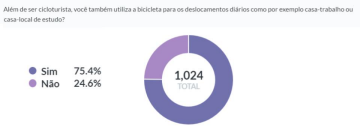 Além de ser cicloturista, você também utiliza a bicicleta para os deslocamentos diários como por exemplo casa-trabalho ou
casa-local de estudo?
Sim 75.4%
Não 24.6%
1,024
TOTAL